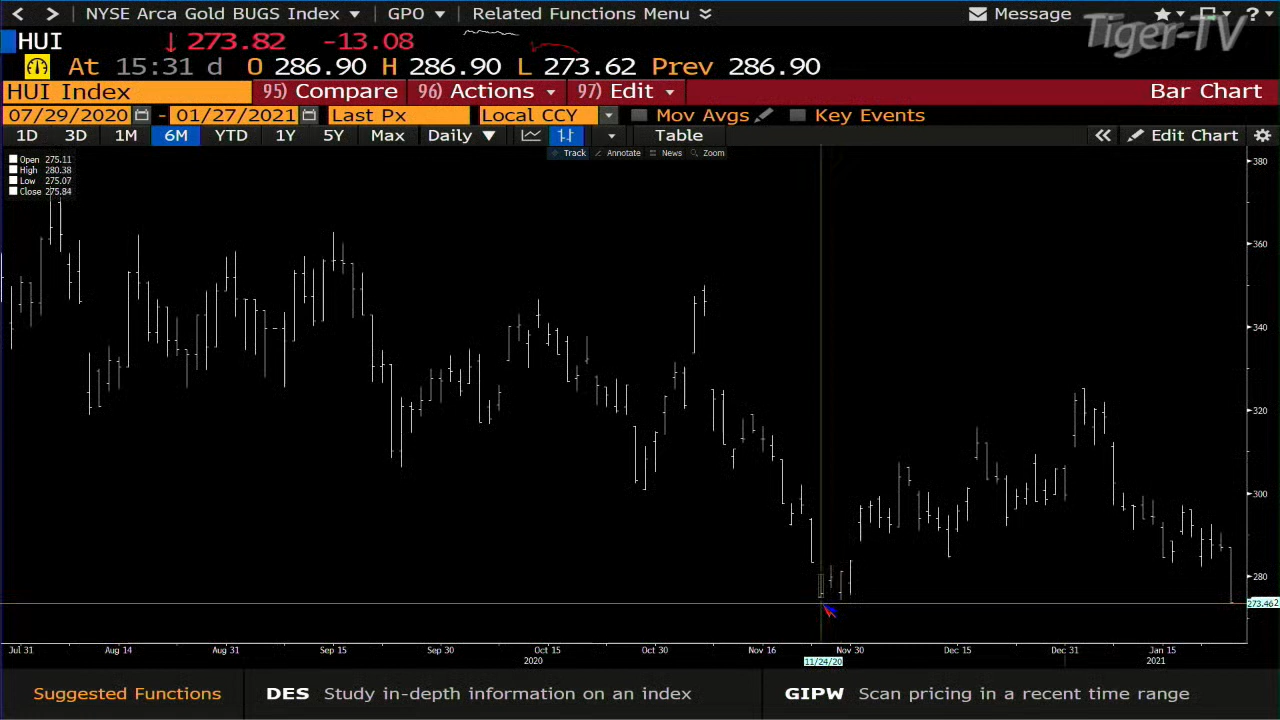 NYSE Arca Gold BUGS Index GPO Related Functions Menu Message ?
Tiger-TV
HUI 273.82 -13.08
At 15:31 d O 286.90 H 286.90 L 273.62 Prev 286.90
HUI Index 95) Compare 96) Actions 97) Edit Bar Chart
07/29/2020 - 01/27/2021 Last Px Local CCY Mov Avgs Key Events
1D 3D 1M 6M YTD 1Y 5Y Max Daily Table Edit Chart
Track Annotate News Zoom
Open 275.11
High 280.38
Low 275.07
Close 275.84
380
360
340
320
300
280
273.462
Jul 31 Aug 14 Aug 31 Sep 15 Sep 30 Oct 15 Oct 30 Nov 16 Nov 30 Dec 15 Dec 31 Jan 15
2020 11/24/20 2021
Suggested Functions DES Study in-depth information on an index GIPW Scan pricing in a recent time range